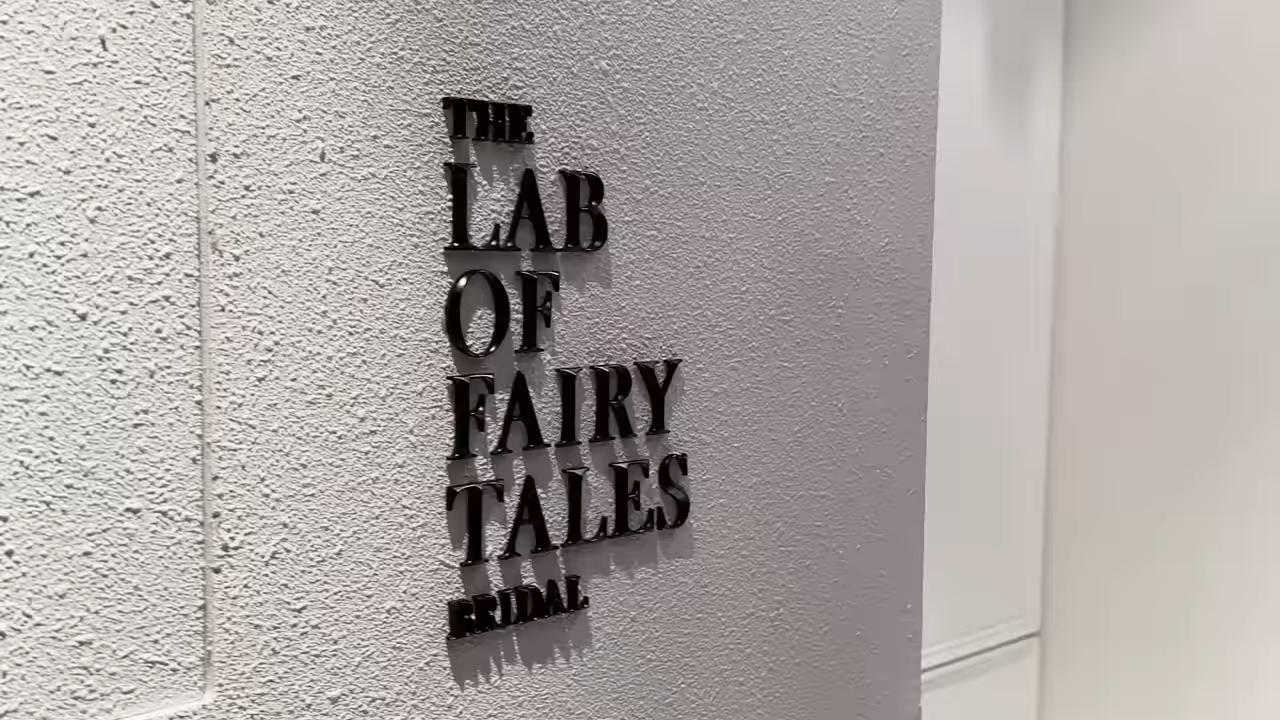 THE
LAB
OF
FAIRY
TALES
BRIDAL